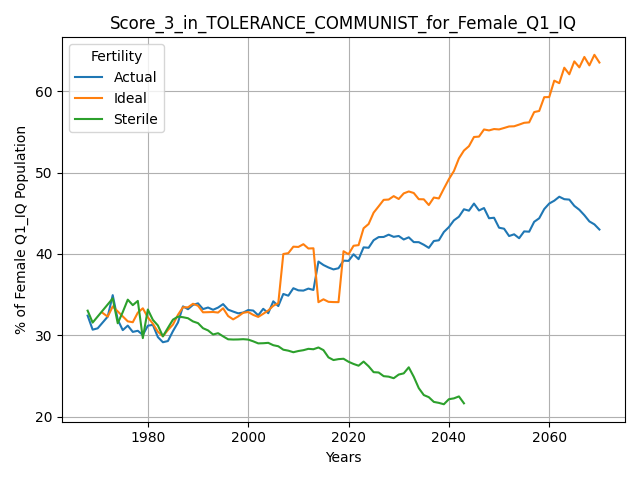 Score_3_in_TOLERANCE_COMMUNIST_for_Female_Q1_IQ
Fertility
Actual
Ideal
Sterile
% of Female Q1_IQ Population
60
50
40
30
20
1980
2000
2020
2040
2060
Years